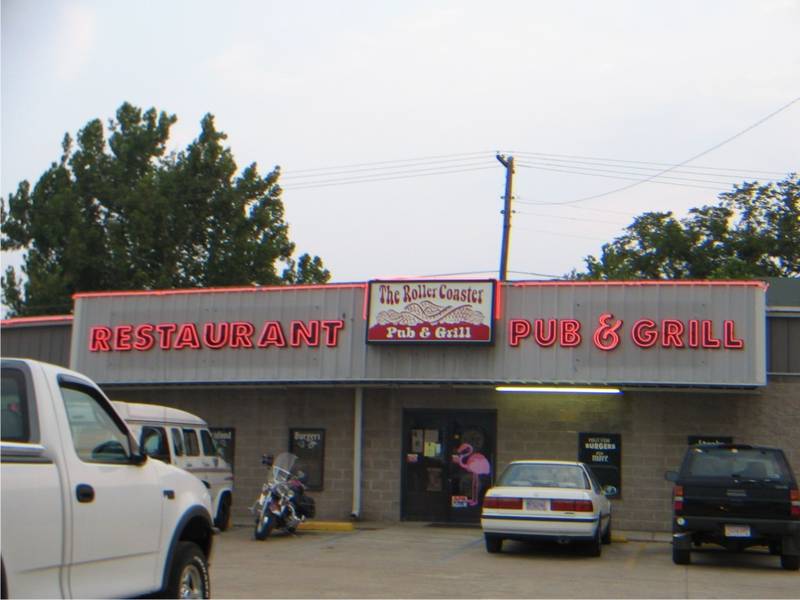 The Roller Coaster
Pub & Grill
RESTAURANT
PUB & GRILL
Burgers
BURGERS